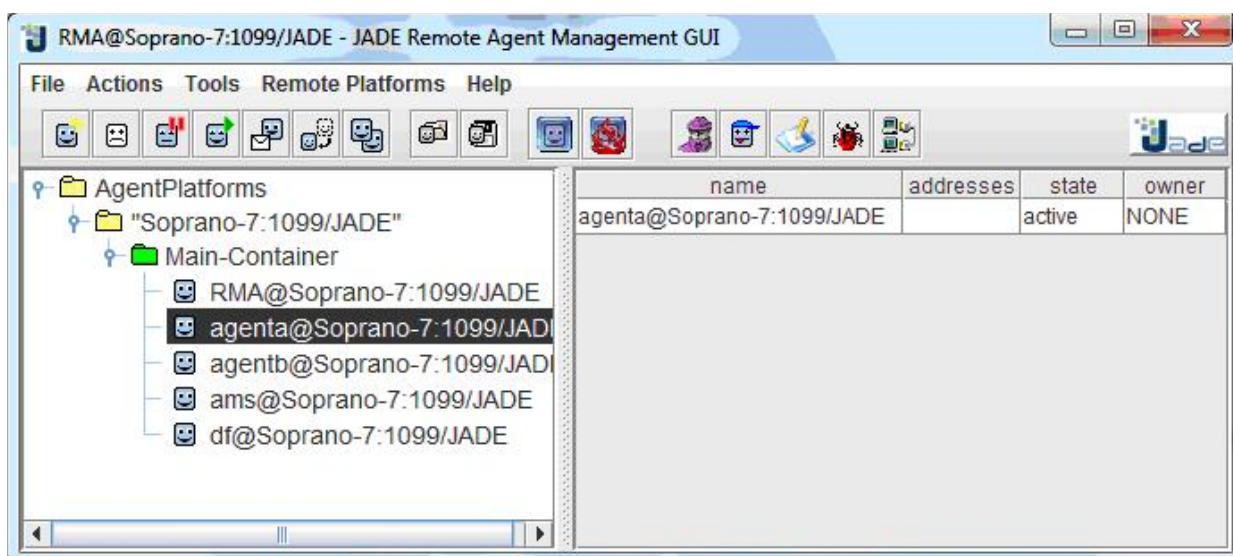 RMA@Soprano-7:1099/JADE - JADE Remote Agent Management GUI
File Actions Tools Remote Platforms Help
Jade
AgentPlatforms
"Soprano-7:1099/JADE"
Main-Container
RMA@Soprano-7:1099/JADE
agenta@Soprano-7:1099/JAD
agentb@Soprano-7:1099/JAD
ams@Soprano-7:1099/JADE
df@Soprano-7:1099/JADE
name addresses state owner
agenta@Soprano-7:1099/JADE active NONE